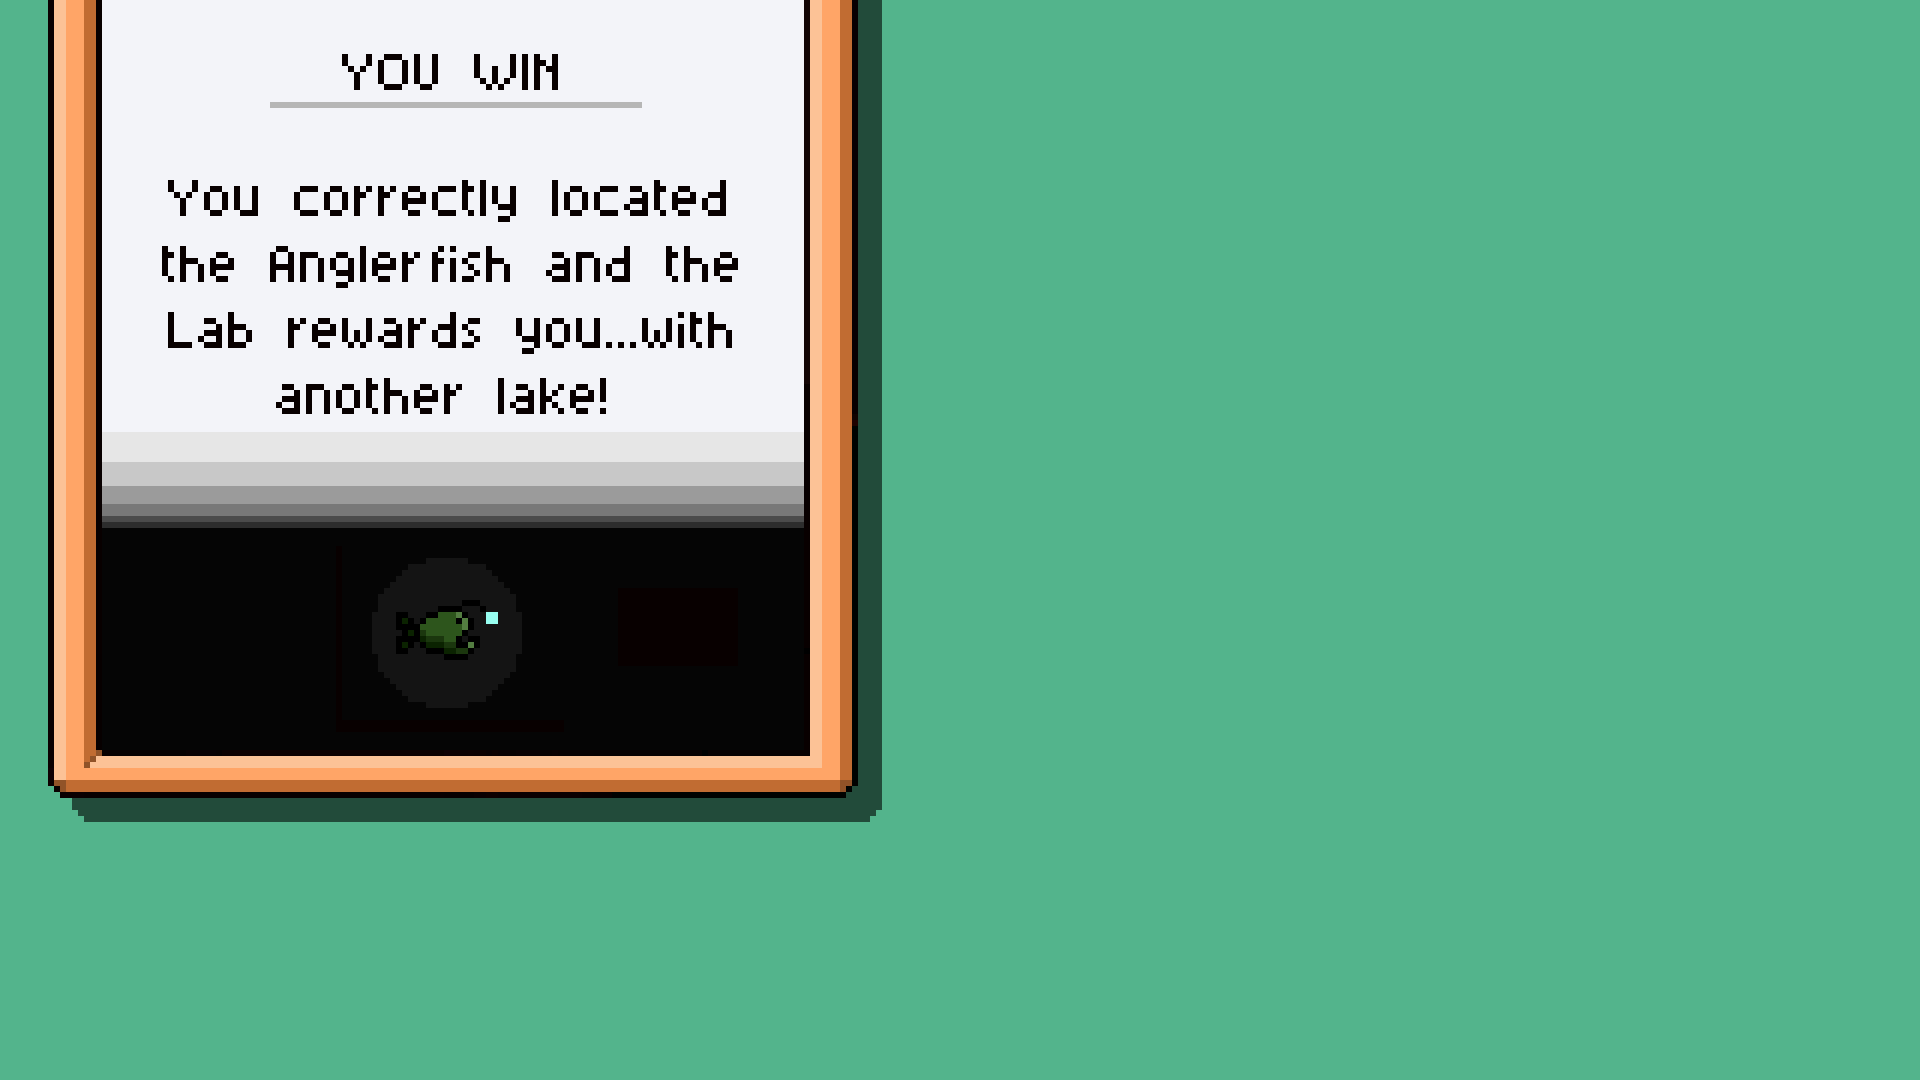 YOU WIN
You correctly located
the Anglerfish and the
Lab rewards you...with
another lake!